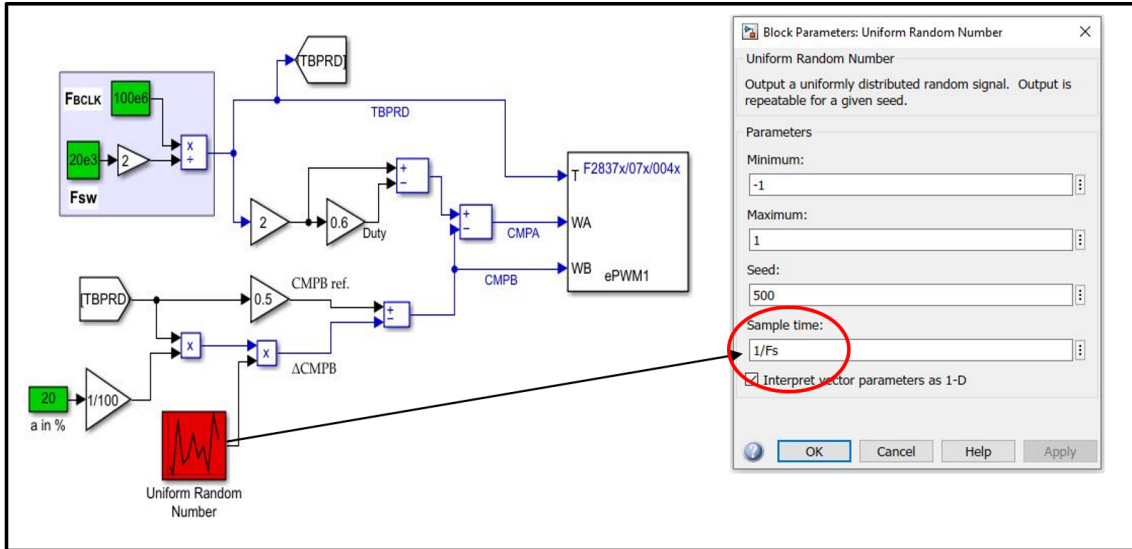 [TBPRD]
FBCLK
100e6
20e3
2
x
÷
Fsw
TBPRD
2
0.6
Duty
+
−
+
−
CMPA
T
F2837x/07x/004x
WA
WB
ePWM1
CMPB
[TBPRD]
0.5
CMPB ref.
+
−
x
x
ΔCMPB
20
1/100
a in %
Uniform Random
Number
Block Parameters: Uniform Random Number
Uniform Random Number
Output a uniformly distributed random signal. Output is
repeatable for a given seed.
Parameters
Minimum:
-1
Maximum:
1
Seed:
500
Sample time:
1/Fs
Interpret vector parameters as 1-D
OK
Cancel
Help
Apply